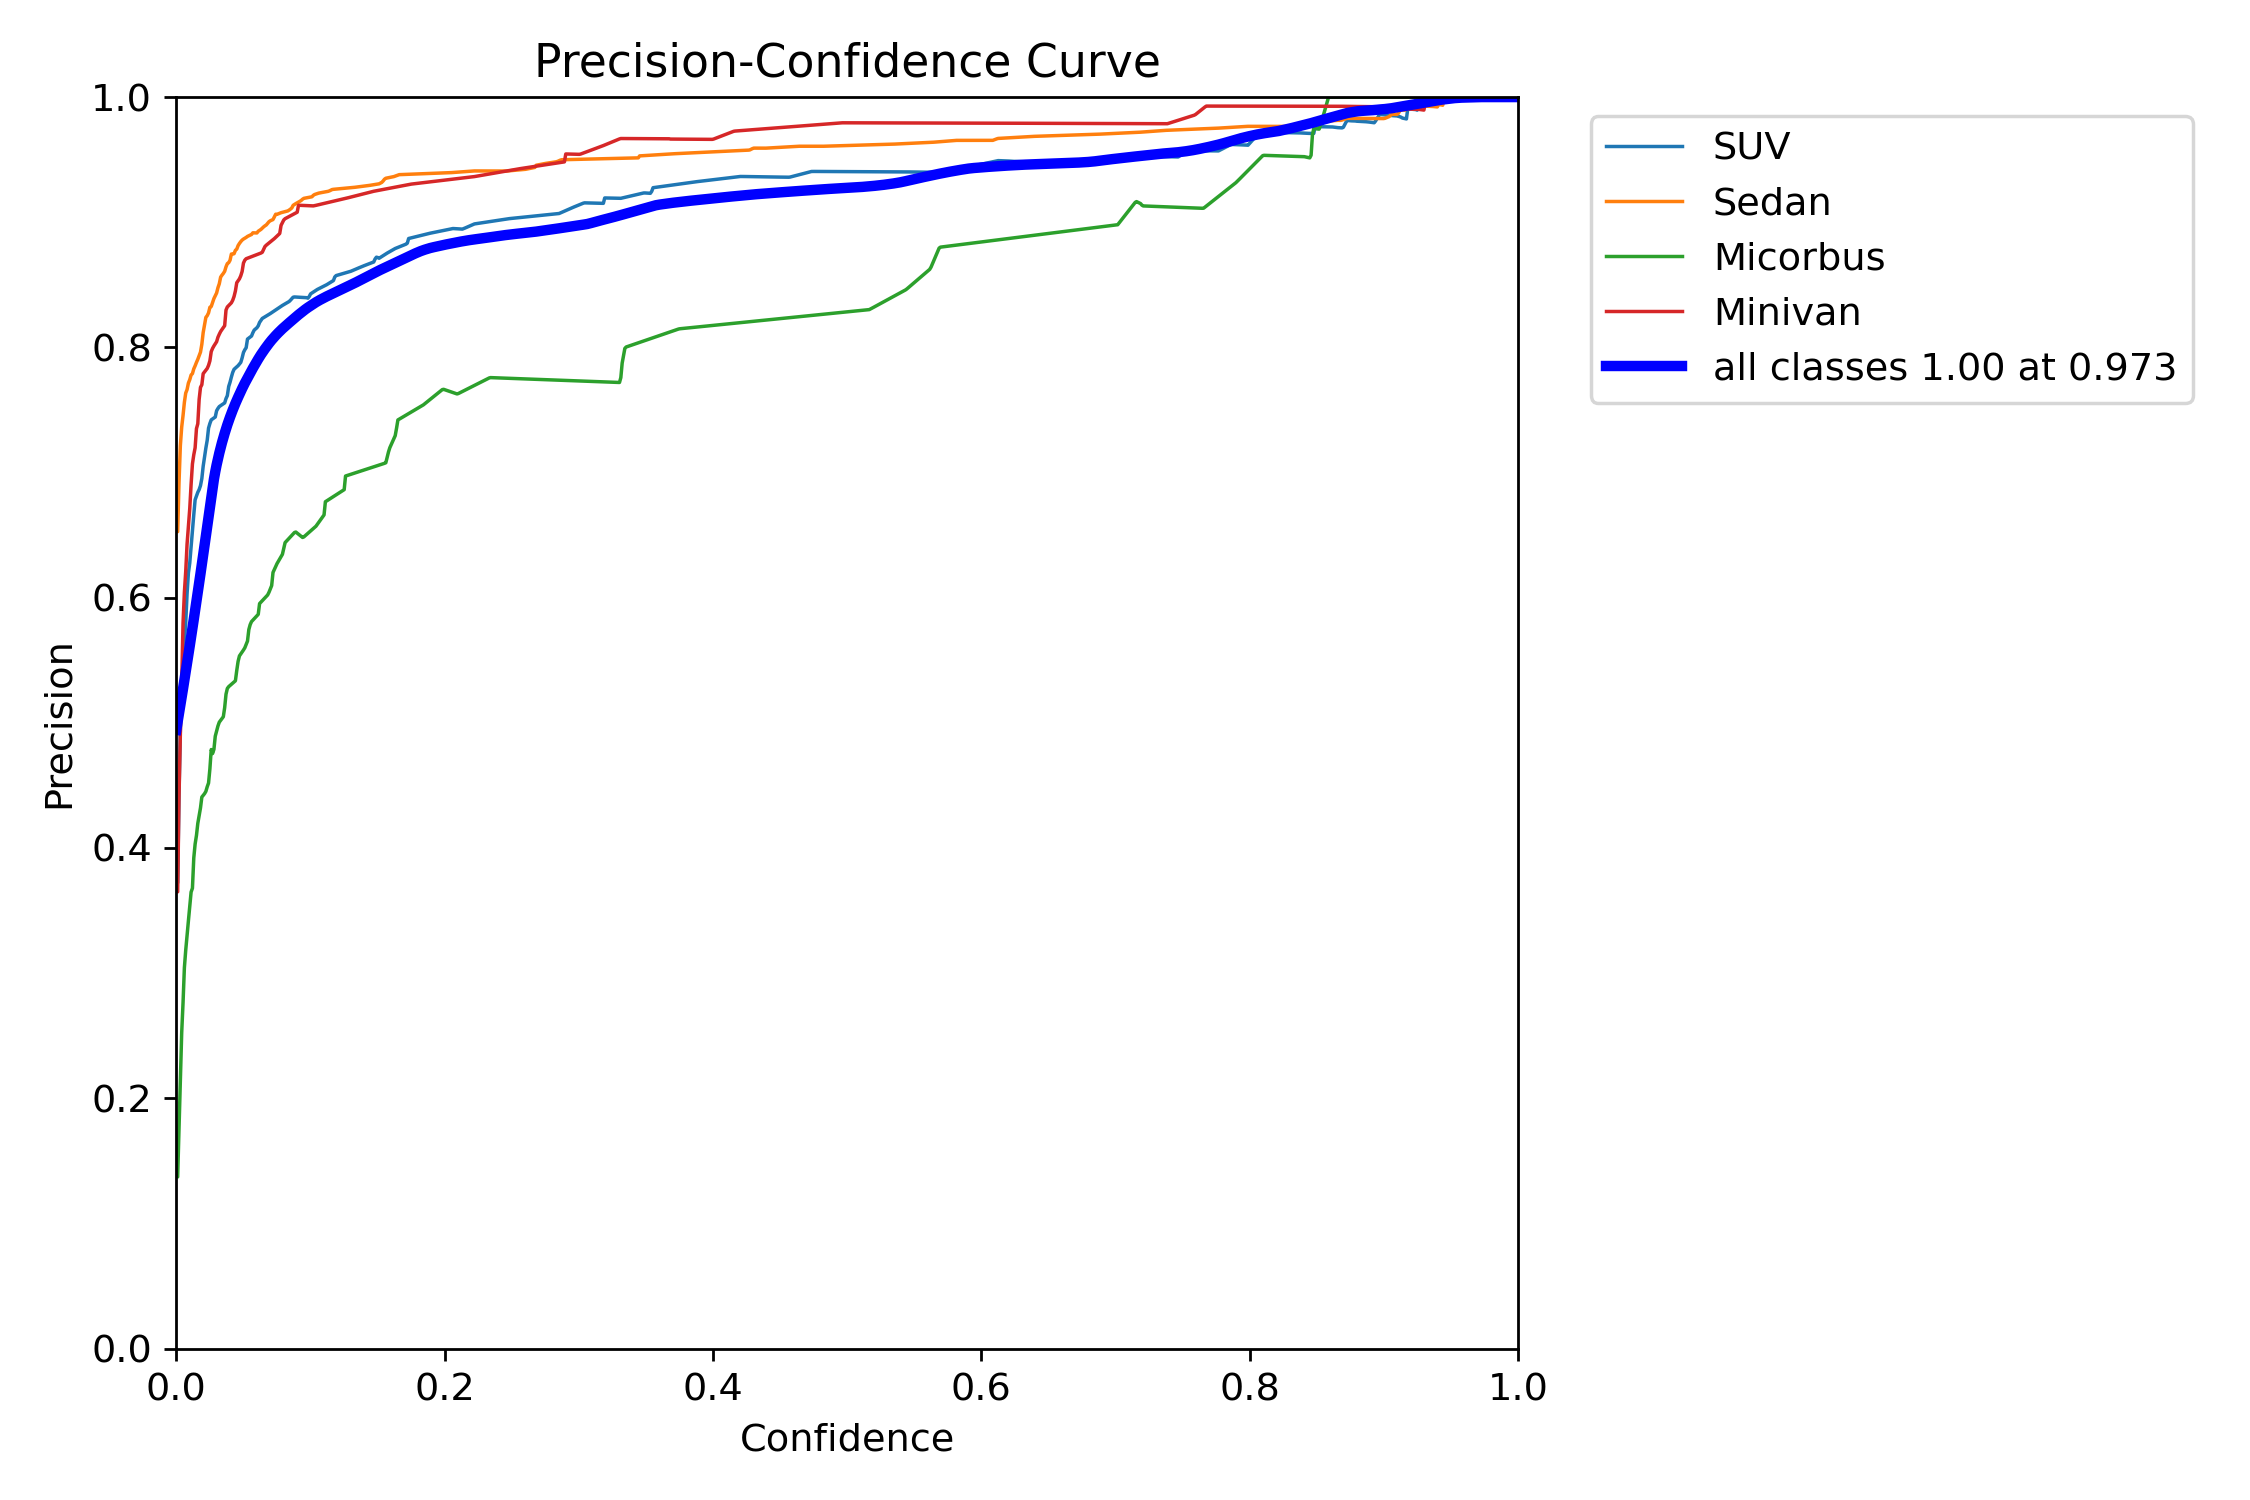 Precision-Confidence Curve
1.0
0.8
0.6
0.4
0.2
0.0
Precision
0.0 0.2 0.4 0.6 0.8 1.0
Confidence
SUV
Sedan
Micorbus
Minivan
all classes 1.00 at 0.973